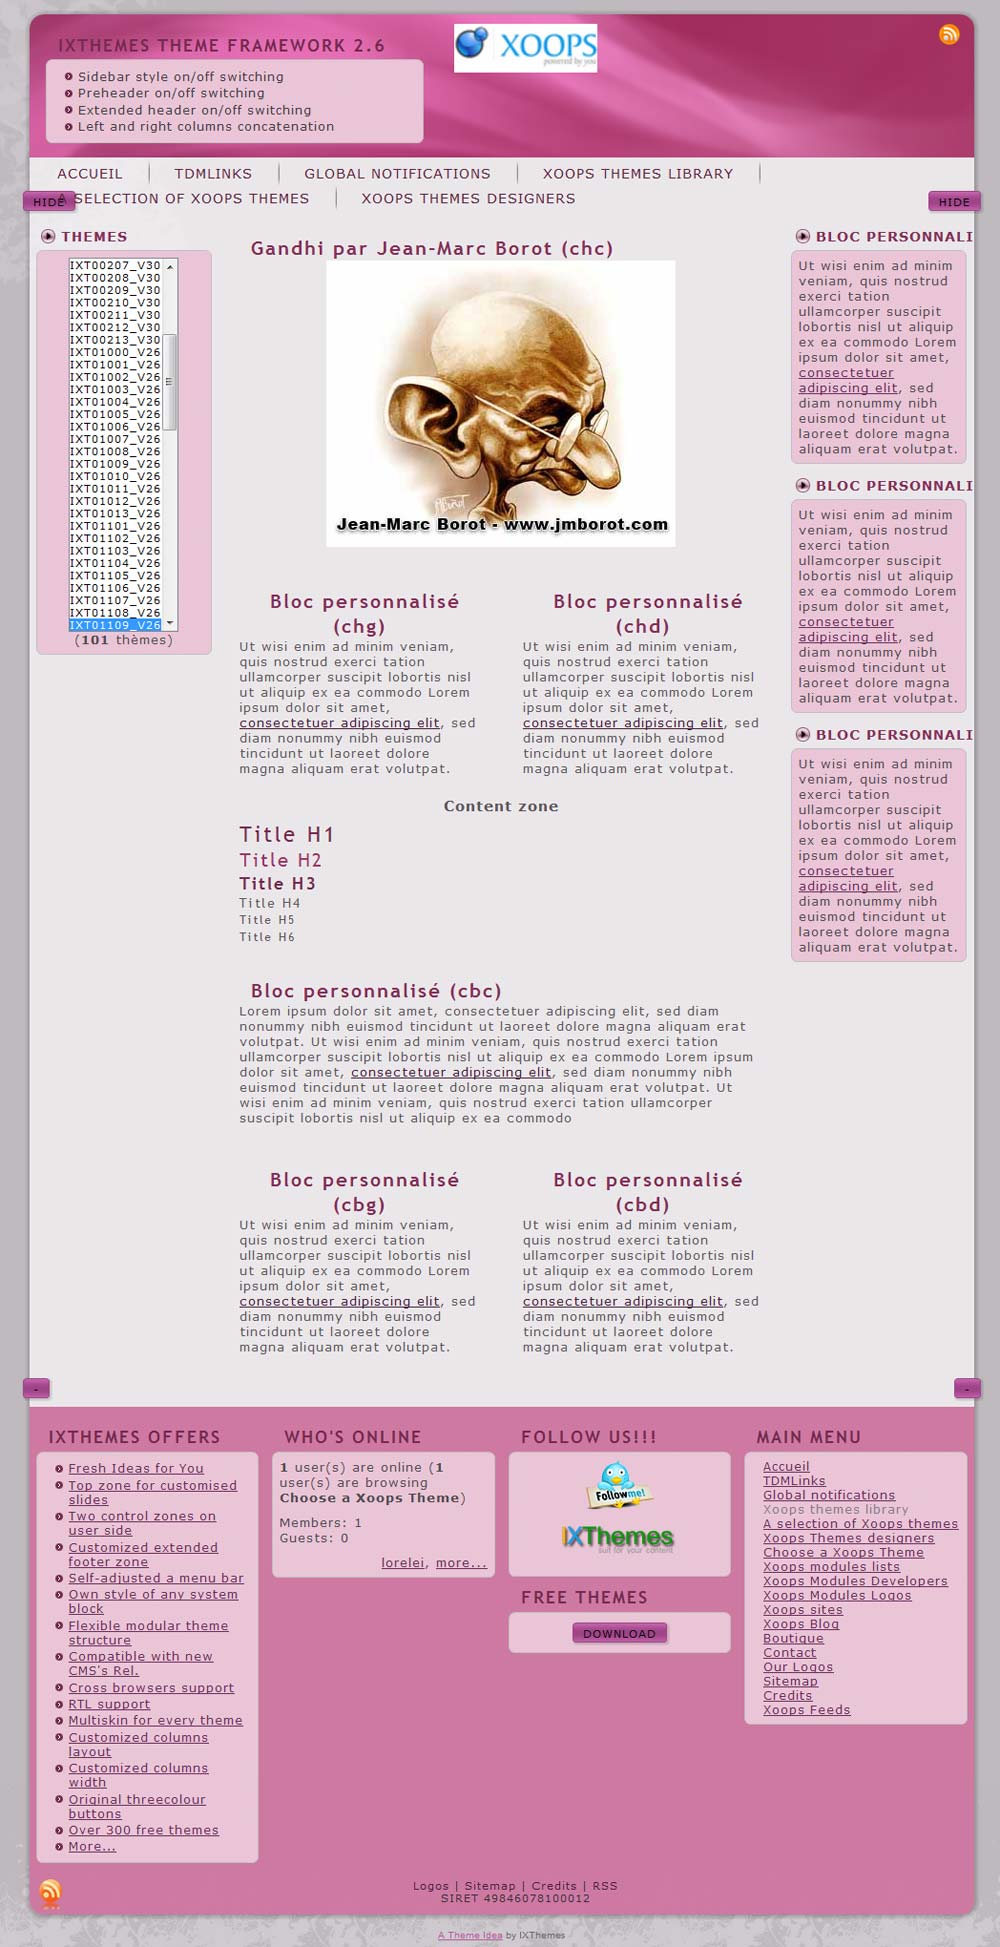 IXTHEMES THEME FRAMEWORK 2.6
Sidebar style on/off switching
Preheader on/off switching
Extended header on/off switching
Left and right columns concatenation
XOOPS
powered by you
ACCUEIL
TDMLINKS
GLOBAL NOTIFICATIONS
XOOPS THEMES LIBRARY
A SELECTION OF XOOPS THEMES
XOOPS THEMES DESIGNERS
HIDE
HIDE
THEMES
IXT00207_V30
IXT00208_V30
IXT00209_V30
IXT00210_V30
IXT00211_V30
IXT00212_V30
IXT00213_V30
IXT01000_V26
IXT01001_V26
IXT01002_V26
IXT01003_V26
IXT01004_V26
IXT01005_V26
IXT01006_V26
IXT01007_V26
IXT01008_V26
IXT01009_V26
IXT01010_V26
IXT01011_V26
IXT01012_V26
IXT01013_V26
IXT01101_V26
IXT01102_V26
IXT01103_V26
IXT01104_V26
IXT01105_V26
IXT01106_V26
IXT01107_V26
IXT01108_V26
IXT01109_V26
(101 thèmes)
Gandhi par Jean-Marc Borot (chc)
Jean-Marc Borot - www.jmborot.com
Bloc personnalisé
(chg)
Ut wisi enim ad minim veniam,
quis nostrud exerci tation
ullamcorper suscipit lobortis nisl
ut aliquip ex ea commodo Lorem
ipsum dolor sit amet,
consectetuer adipiscing elit, sed
diam nonummy nibh euismod
tincidunt ut laoreet dolore
magna aliquam erat volutpat.
Bloc personnalisé
(chd)
Ut wisi enim ad minim veniam,
quis nostrud exerci tation
ullamcorper suscipit lobortis nisl
ut aliquip ex ea commodo Lorem
ipsum dolor sit amet,
consectetuer adipiscing elit, sed
diam nonummy nibh euismod
tincidunt ut laoreet dolore
magna aliquam erat volutpat.
Content zone
Title H1
Title H2
Title H3
Title H4
Title H5
Title H6
Bloc personnalisé (cbc)
Lorem ipsum dolor sit amet, consectetuer adipiscing elit, sed diam
nonummy nibh euismod tincidunt ut laoreet dolore magna aliquam erat
volutpat. Ut wisi enim ad minim veniam, quis nostrud exerci tation
ullamcorper suscipit lobortis nisl ut aliquip ex ea commodo Lorem ipsum
dolor sit amet, consectetuer adipiscing elit, sed diam nonummy nibh
euismod tincidunt ut laoreet dolore magna aliquam erat volutpat. Ut
wisi enim ad minim veniam, quis nostrud exerci tation ullamcorper
suscipit lobortis nisl ut aliquip ex ea commodo
Bloc personnalisé
(cbg)
Ut wisi enim ad minim veniam,
quis nostrud exerci tation
ullamcorper suscipit lobortis nisl
ut aliquip ex ea commodo Lorem
ipsum dolor sit amet,
consectetuer adipiscing elit, sed
diam nonummy nibh euismod
tincidunt ut laoreet dolore
magna aliquam erat volutpat.
Bloc personnalisé
(cbd)
Ut wisi enim ad minim veniam,
quis nostrud exerci tation
ullamcorper suscipit lobortis nisl
ut aliquip ex ea commodo Lorem
ipsum dolor sit amet,
consectetuer adipiscing elit, sed
diam nonummy nibh euismod
tincidunt ut laoreet dolore
magna aliquam erat volutpat.
BLOC PERSONNALI
Ut wisi enim ad minim
veniam, quis nostrud
exerci tation
ullamcorper suscipit
lobortis nisl ut aliquip
ex ea commodo Lorem
ipsum dolor sit amet,
consectetuer
adipiscing elit, sed
diam nonummy nibh
euismod tincidunt ut
laoreet dolore magna
aliquam erat volutpat.
BLOC PERSONNALI
Ut wisi enim ad minim
veniam, quis nostrud
exerci tation
ullamcorper suscipit
lobortis nisl ut aliquip
ex ea commodo Lorem
ipsum dolor sit amet,
consectetuer
adipiscing elit, sed
diam nonummy nibh
euismod tincidunt ut
laoreet dolore magna
aliquam erat volutpat.
BLOC PERSONNALI
Ut wisi enim ad minim
veniam, quis nostrud
exerci tation
ullamcorper suscipit
lobortis nisl ut aliquip
ex ea commodo Lorem
ipsum dolor sit amet,
consectetuer
adipiscing elit, sed
diam nonummy nibh
euismod tincidunt ut
laoreet dolore magna
aliquam erat volutpat.
-
-
IXTHEMES OFFERS
Fresh Ideas for You
Top zone for customised
slides
Two control zones on
user side
Customized extended
footer zone
Self-adjusted a menu bar
Own style of any system
block
Flexible modular theme
structure
Compatible with new
CMS's Rel.
Cross browsers support
RTL support
Multiskin for every theme
Customized columns
layout
Customized columns
width
Original threecolour
buttons
Over 300 free themes
More...
WHO'S ONLINE
1 user(s) are online (1
user(s) are browsing
Choose a Xoops Theme)
Members: 1
Guests: 0
lorelei, more...
FOLLOW US!!!
Followme!
IXThemes
suit for your content
FREE THEMES
DOWNLOAD
MAIN MENU
Accueil
TDMLinks
Global notifications
Xoops themes library
A selection of Xoops themes
Xoops Themes designers
Choose a Xoops Theme
Xoops modules lists
Xoops Modules Developers
Xoops Modules Logos
Xoops sites
Xoops Blog
Boutique
Contact
Our Logos
Sitemap
Credits
Xoops Feeds
Logos | Sitemap | Credits | RSS
SIRET 49846078100012
A Theme Idea by IXThemes